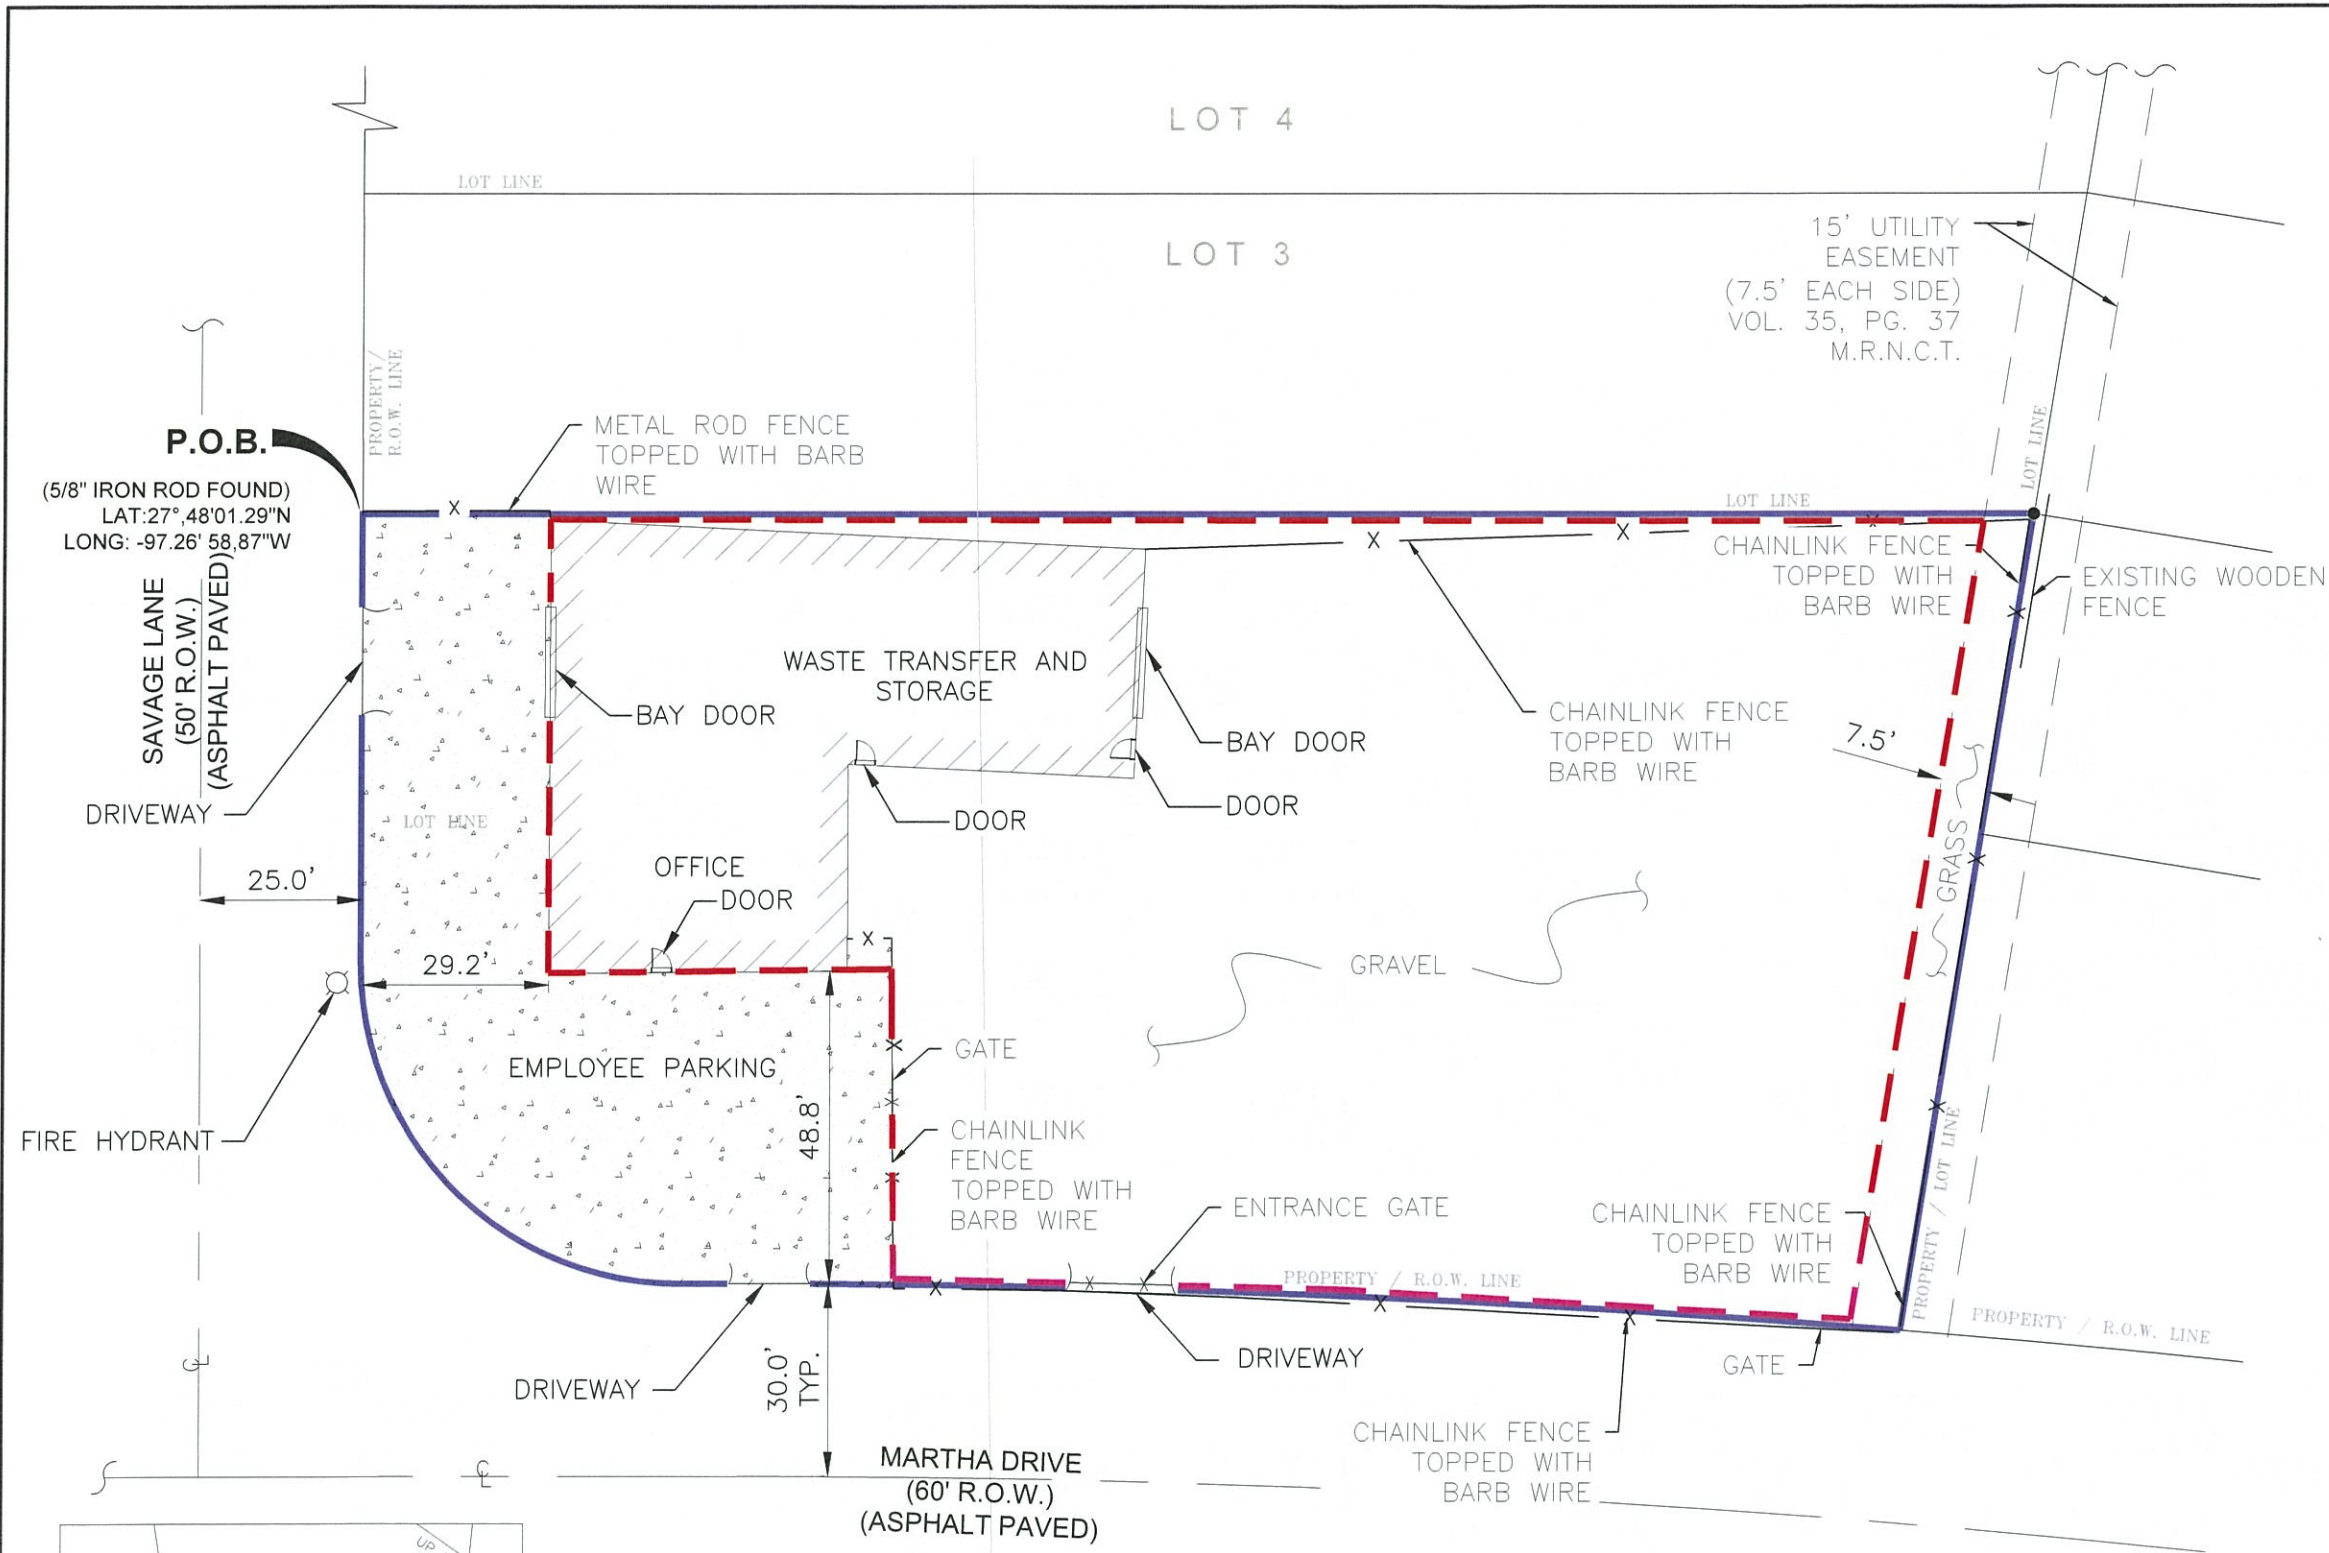 LOT 4
LOT LINE
LOT 3
15' UTILITY
EASEMENT
(7.5' EACH SIDE)
VOL. 35, PG. 37
M.R.N.C.T.
PROPERTY/
R.O.W. LINE
P.O.B.
(5/8" IRON ROD FOUND)
LAT:27°,48'01.29"N
LONG: -97.26' 58,87"W
METAL ROD FENCE
TOPPED WITH BARB
WIRE
LOT LINE
LOT LINE
X
X
X
X
CHAINLINK FENCE
TOPPED WITH
BARB WIRE
EXISTING WOODEN
FENCE
X
SAVAGE LANE
(50' R.O.W.)
(ASPHALT PAVED)
WASTE TRANSFER AND
STORAGE
BAY DOOR
BAY DOOR
CHAINLINK FENCE
TOPPED WITH
BARB WIRE
7.5'
DRIVEWAY
LOT LINE
DOOR
DOOR
GRASS
X
OFFICE
DOOR
25.0'
X
29.2'
GRAVEL
EMPLOYEE PARKING
X
GATE
X
48.8'
FIRE HYDRANT
CHAINLINK
FENCE
TOPPED WITH
BARB WIRE
X
X
PROPERTY / LOT LINE
ENTRANCE GATE
CHAINLINK FENCE
TOPPED WITH
BARB WIRE
PROPERTY / R.O.W. LINE
X
X
X
X
X
PROPERTY / R.O.W. LINE
DRIVEWAY
GATE
DRIVEWAY
30.0'
TYP.
CL
CHAINLINK FENCE
TOPPED WITH
BARB WIRE
CL
MARTHA DRIVE
(60' R.O.W.)
(ASPHALT PAVED)
UP